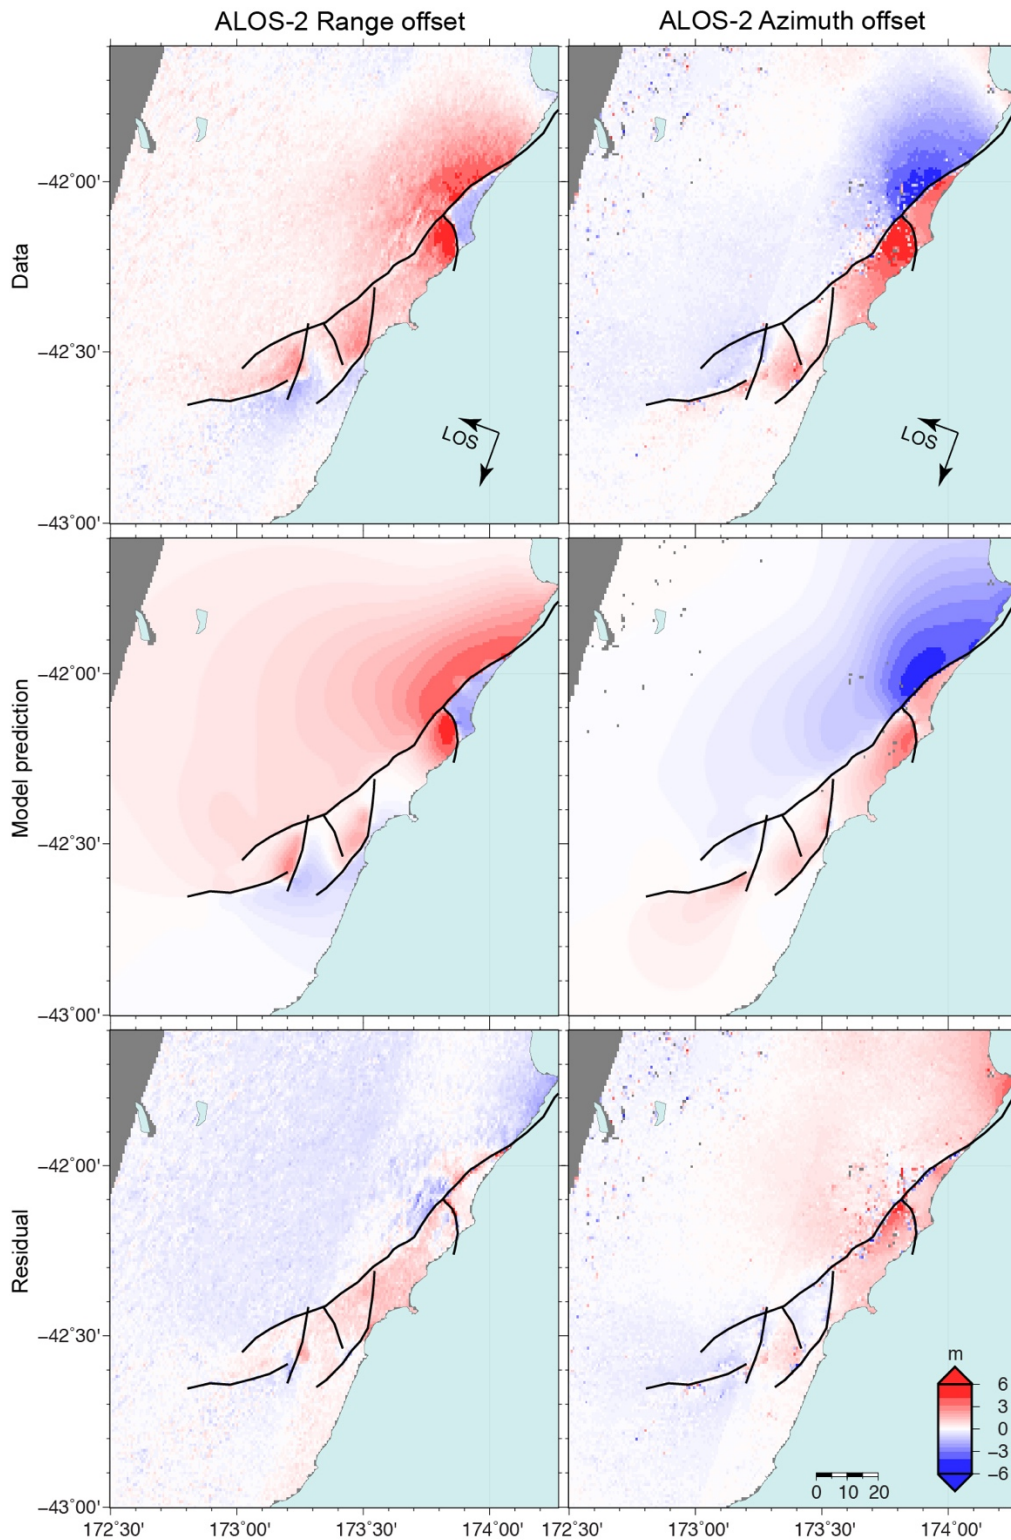 ALOS-2 Range offset
ALOS-2 Azimuth offset
Data
−42°00'
−42°30'
−43°00'
LOS
LOS
Model prediction
−42°00'
−42°30'
−43°00'
Residual
−42°00'
−42°30'
−43°00'
m
6
3
0
−3
−6
0 10 20
172°30' 173°00' 173°30' 174°00' 172°30' 173°00' 173°30' 174°00'